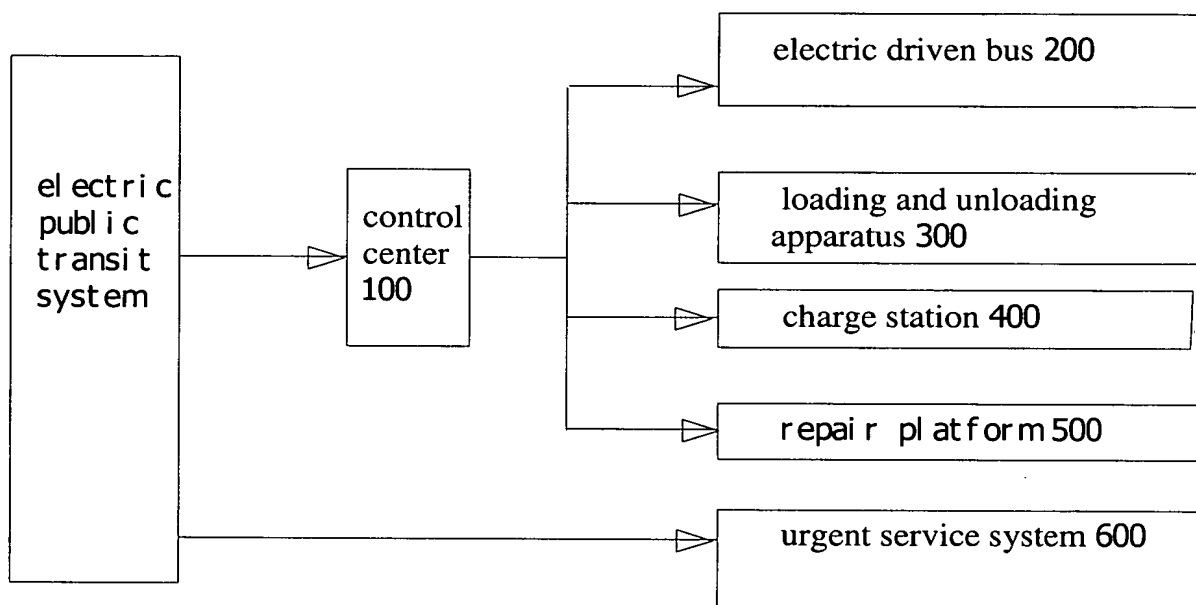 electric
public
transit
system
control
center
100
electric driven bus 200
loading and unloading
apparatus 300
charge station 400
repair platform 500
urgent service system 600